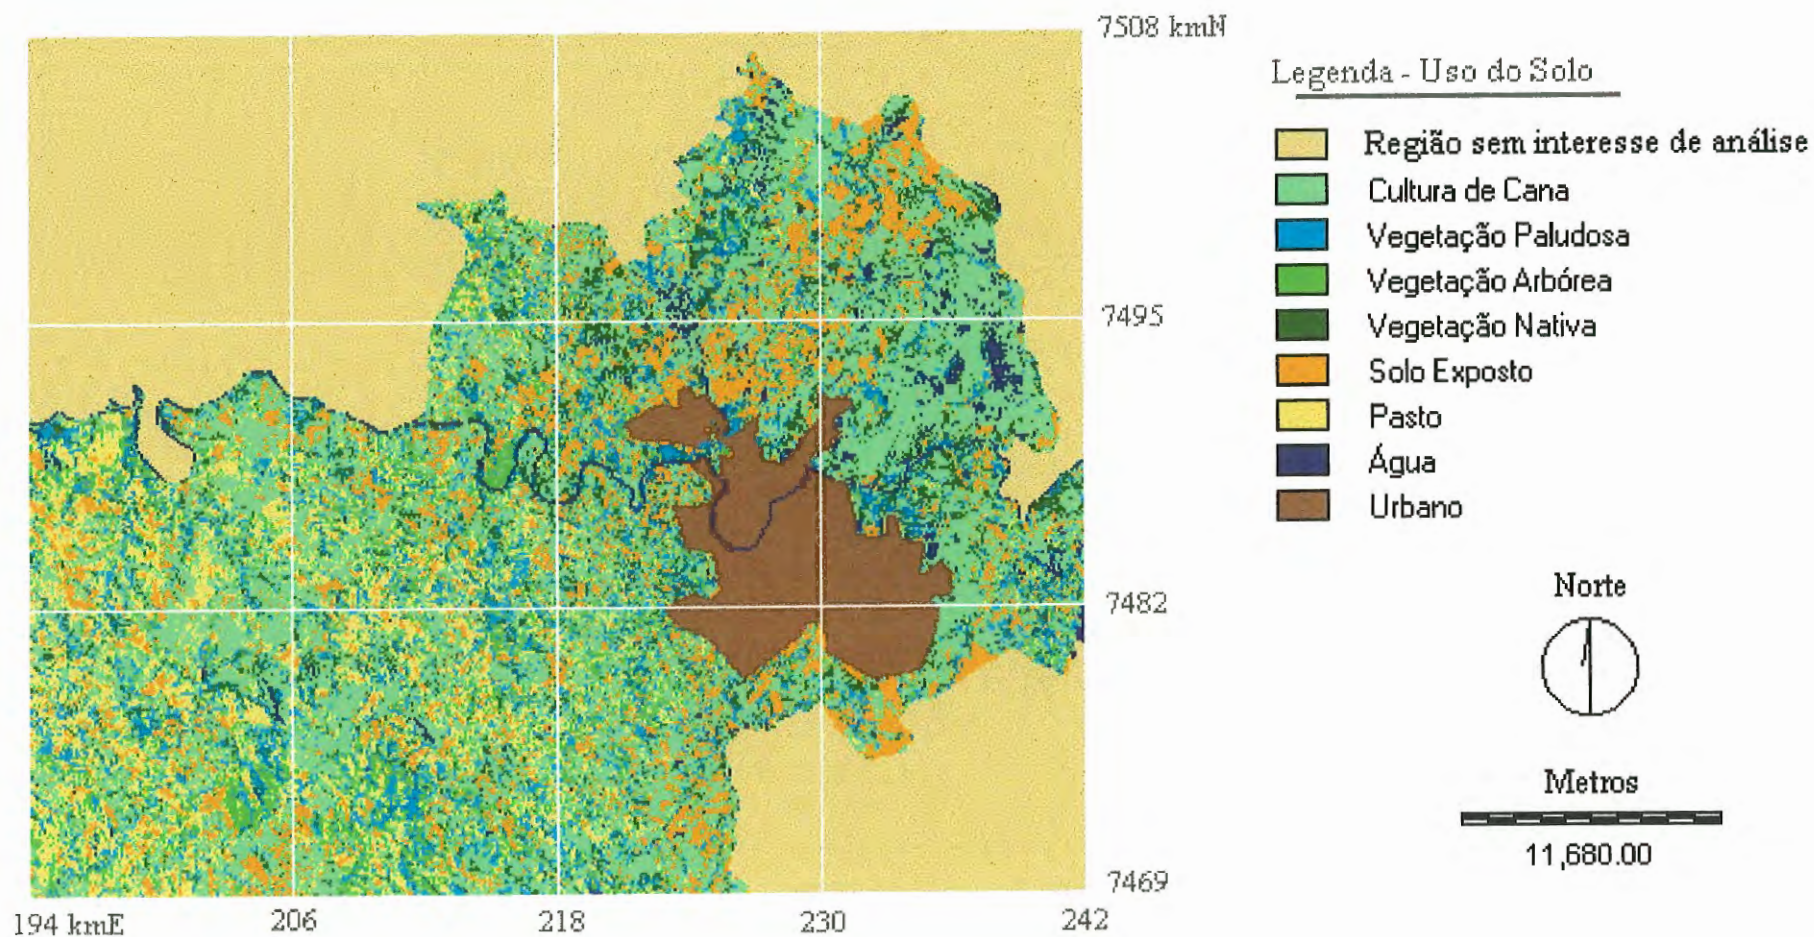 7508 kmN
Legenda - Uso do Solo
Região sem interesse de análise
Cultura de Cana
Vegetação Paludosa
Vegetação Arbórea
Vegetação Nativa
Solo Exposto
Pasto
Água
Urbano
7495
7482
7469
194 kmE
206
218
230
242
Norte
Metros
11,680.00